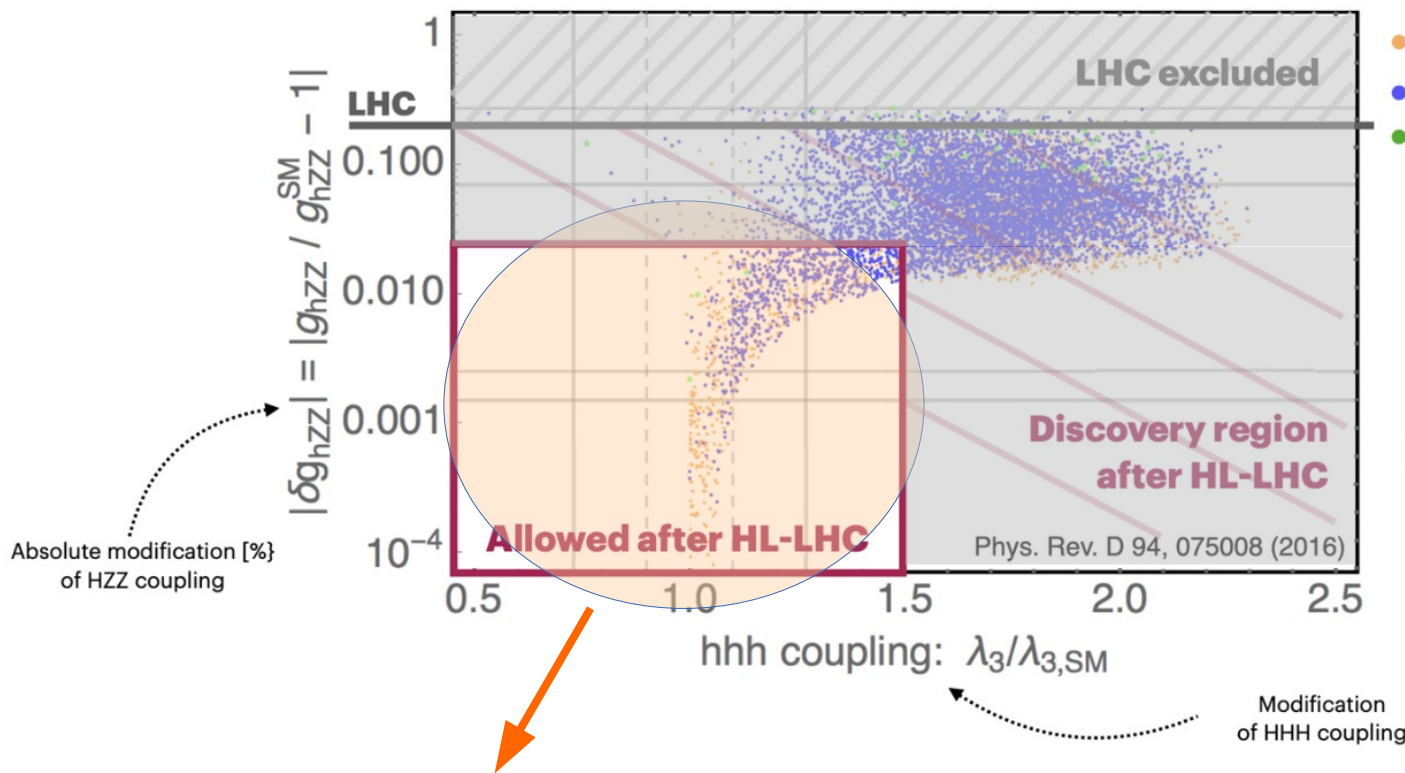 1
LHC excluded
LHC
0.100
0.010
0.001
10⁻⁴
|δg_hZZ| = |g_hZZ / g_hZZ^SM − 1|
Discovery region
after HL-LHC
Allowed after HL-LHC
Phys. Rev. D 94, 075008 (2016)
Absolute modification [%}
of HZZ coupling
0.5 1.0 1.5 2.0 2.5
hhh coupling: λ₃/λ₃,SM
Modification
of HHH coupling